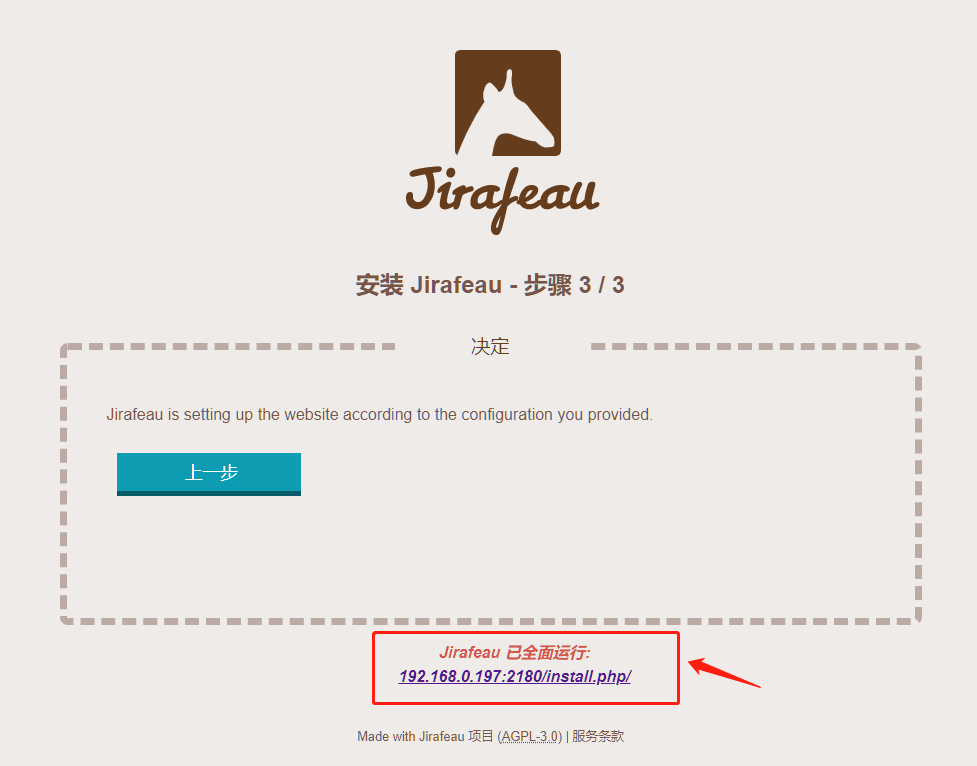 Jirafeau
安装 Jirafeau - 步骤 3 / 3
决定
Jirafeau is setting up the website according to the configuration you provided.
上一步
Jirafeau 已全面运行:
192.168.0.197:2180/install.php/
Made with Jirafeau 项目 (AGPL-3.0) | 服务条款